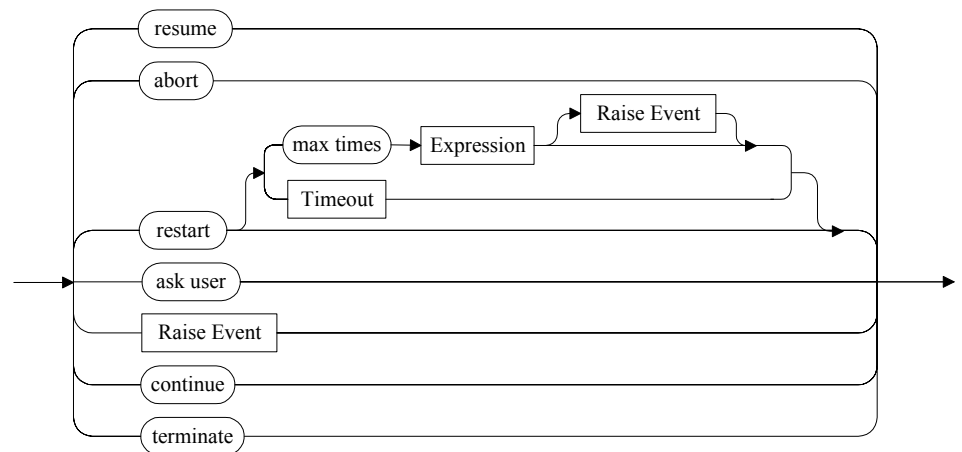 resume
abort
Raise Event
max times
Expression
Timeout
restart
ask user
Raise Event
continue
terminate